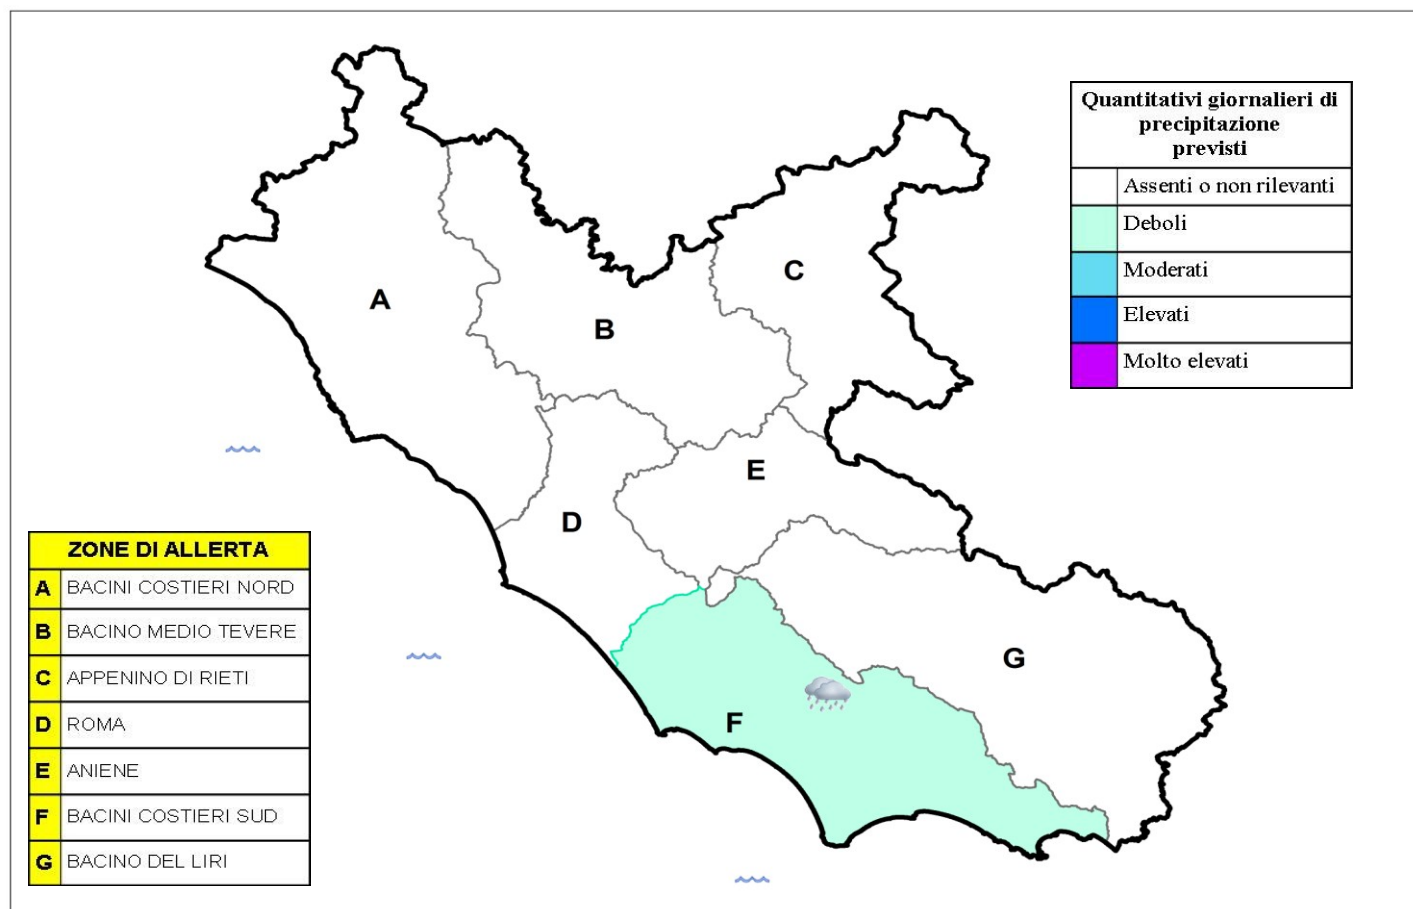 Quantitativi giornalieri di
precipitazione
previsti
Assenti o non rilevanti
Deboli
Moderati
Elevati
Molto elevati
A
B
C
D
E
F
G
ZONE DI ALLERTA
A BACINI COSTIERI NORD
B BACINO MEDIO TEVERE
C APPENINO DI RIETI
D ROMA
E ANIENE
F BACINI COSTIERI SUD
G BACINO DEL LIRI